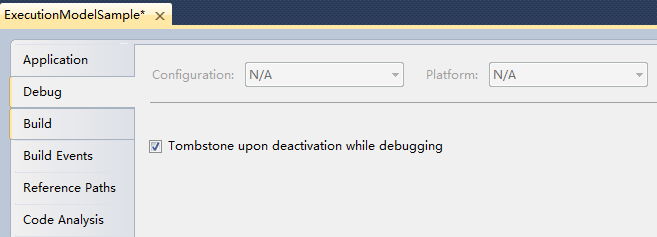 ExecutionModelSample*
Application
Configuration: N/A Platform: N/A
Debug
Build
Tombstone upon deactivation while debugging
Build Events
Reference Paths
Code Analysis